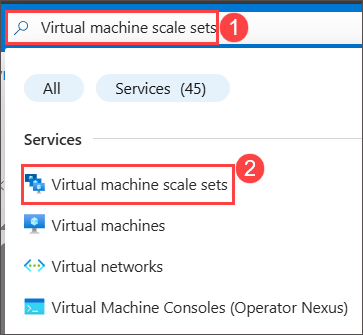 Virtual machine scale sets 1
All Services (45)
Services
2
Virtual machine scale sets
Virtual machines
Virtual networks
Virtual Machine Consoles (Operator Nexus)